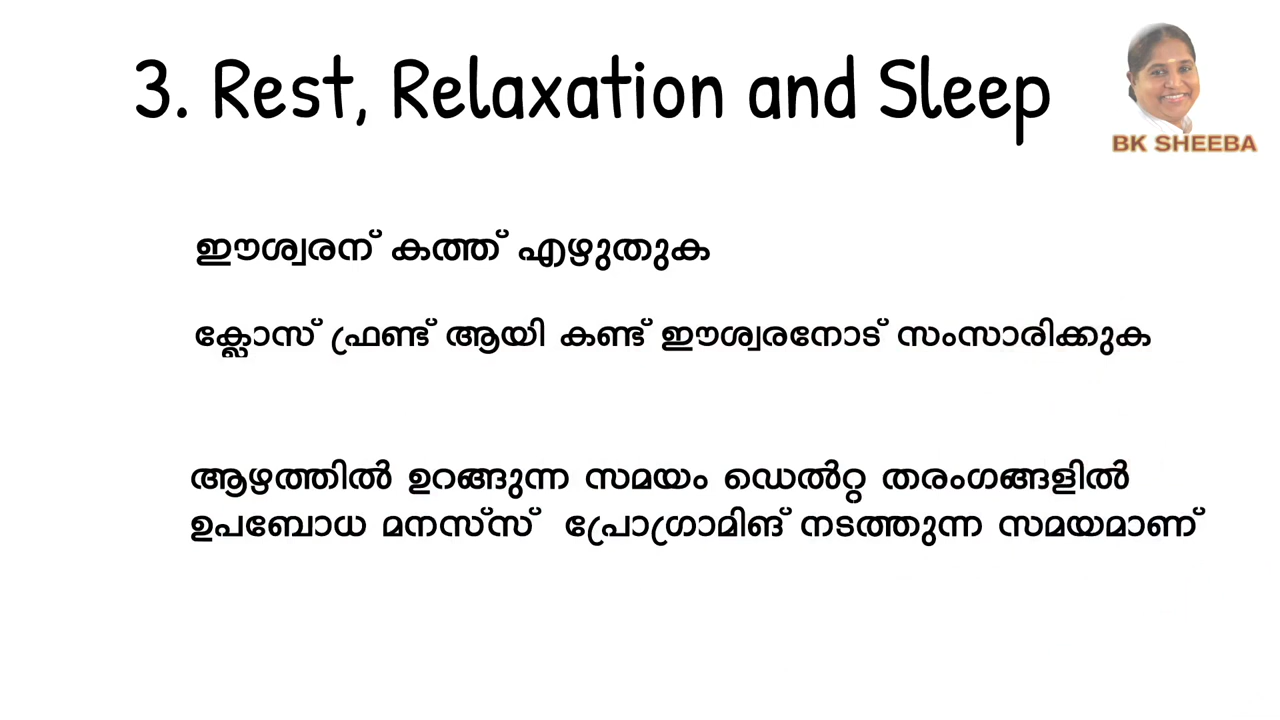 3. Rest, Relaxation and Sleep
BK SHEEBA
ഈശ്വരന് കത്ത് എഴുതുക
ക്ലോസ് ഫ്രണ്ട് ആയി കണ്ട് ഈശ്വരനോട് സംസാരിക്കുക
ആഴത്തിൽ ഉറങ്ങുന്ന സമയം ഡെൽറ്റ തരംഗങ്ങളിൽ
ഉപബോധ മനസ്സ് പ്രോഗ്രാമിങ് നടത്തുന്ന സമയമാണ്